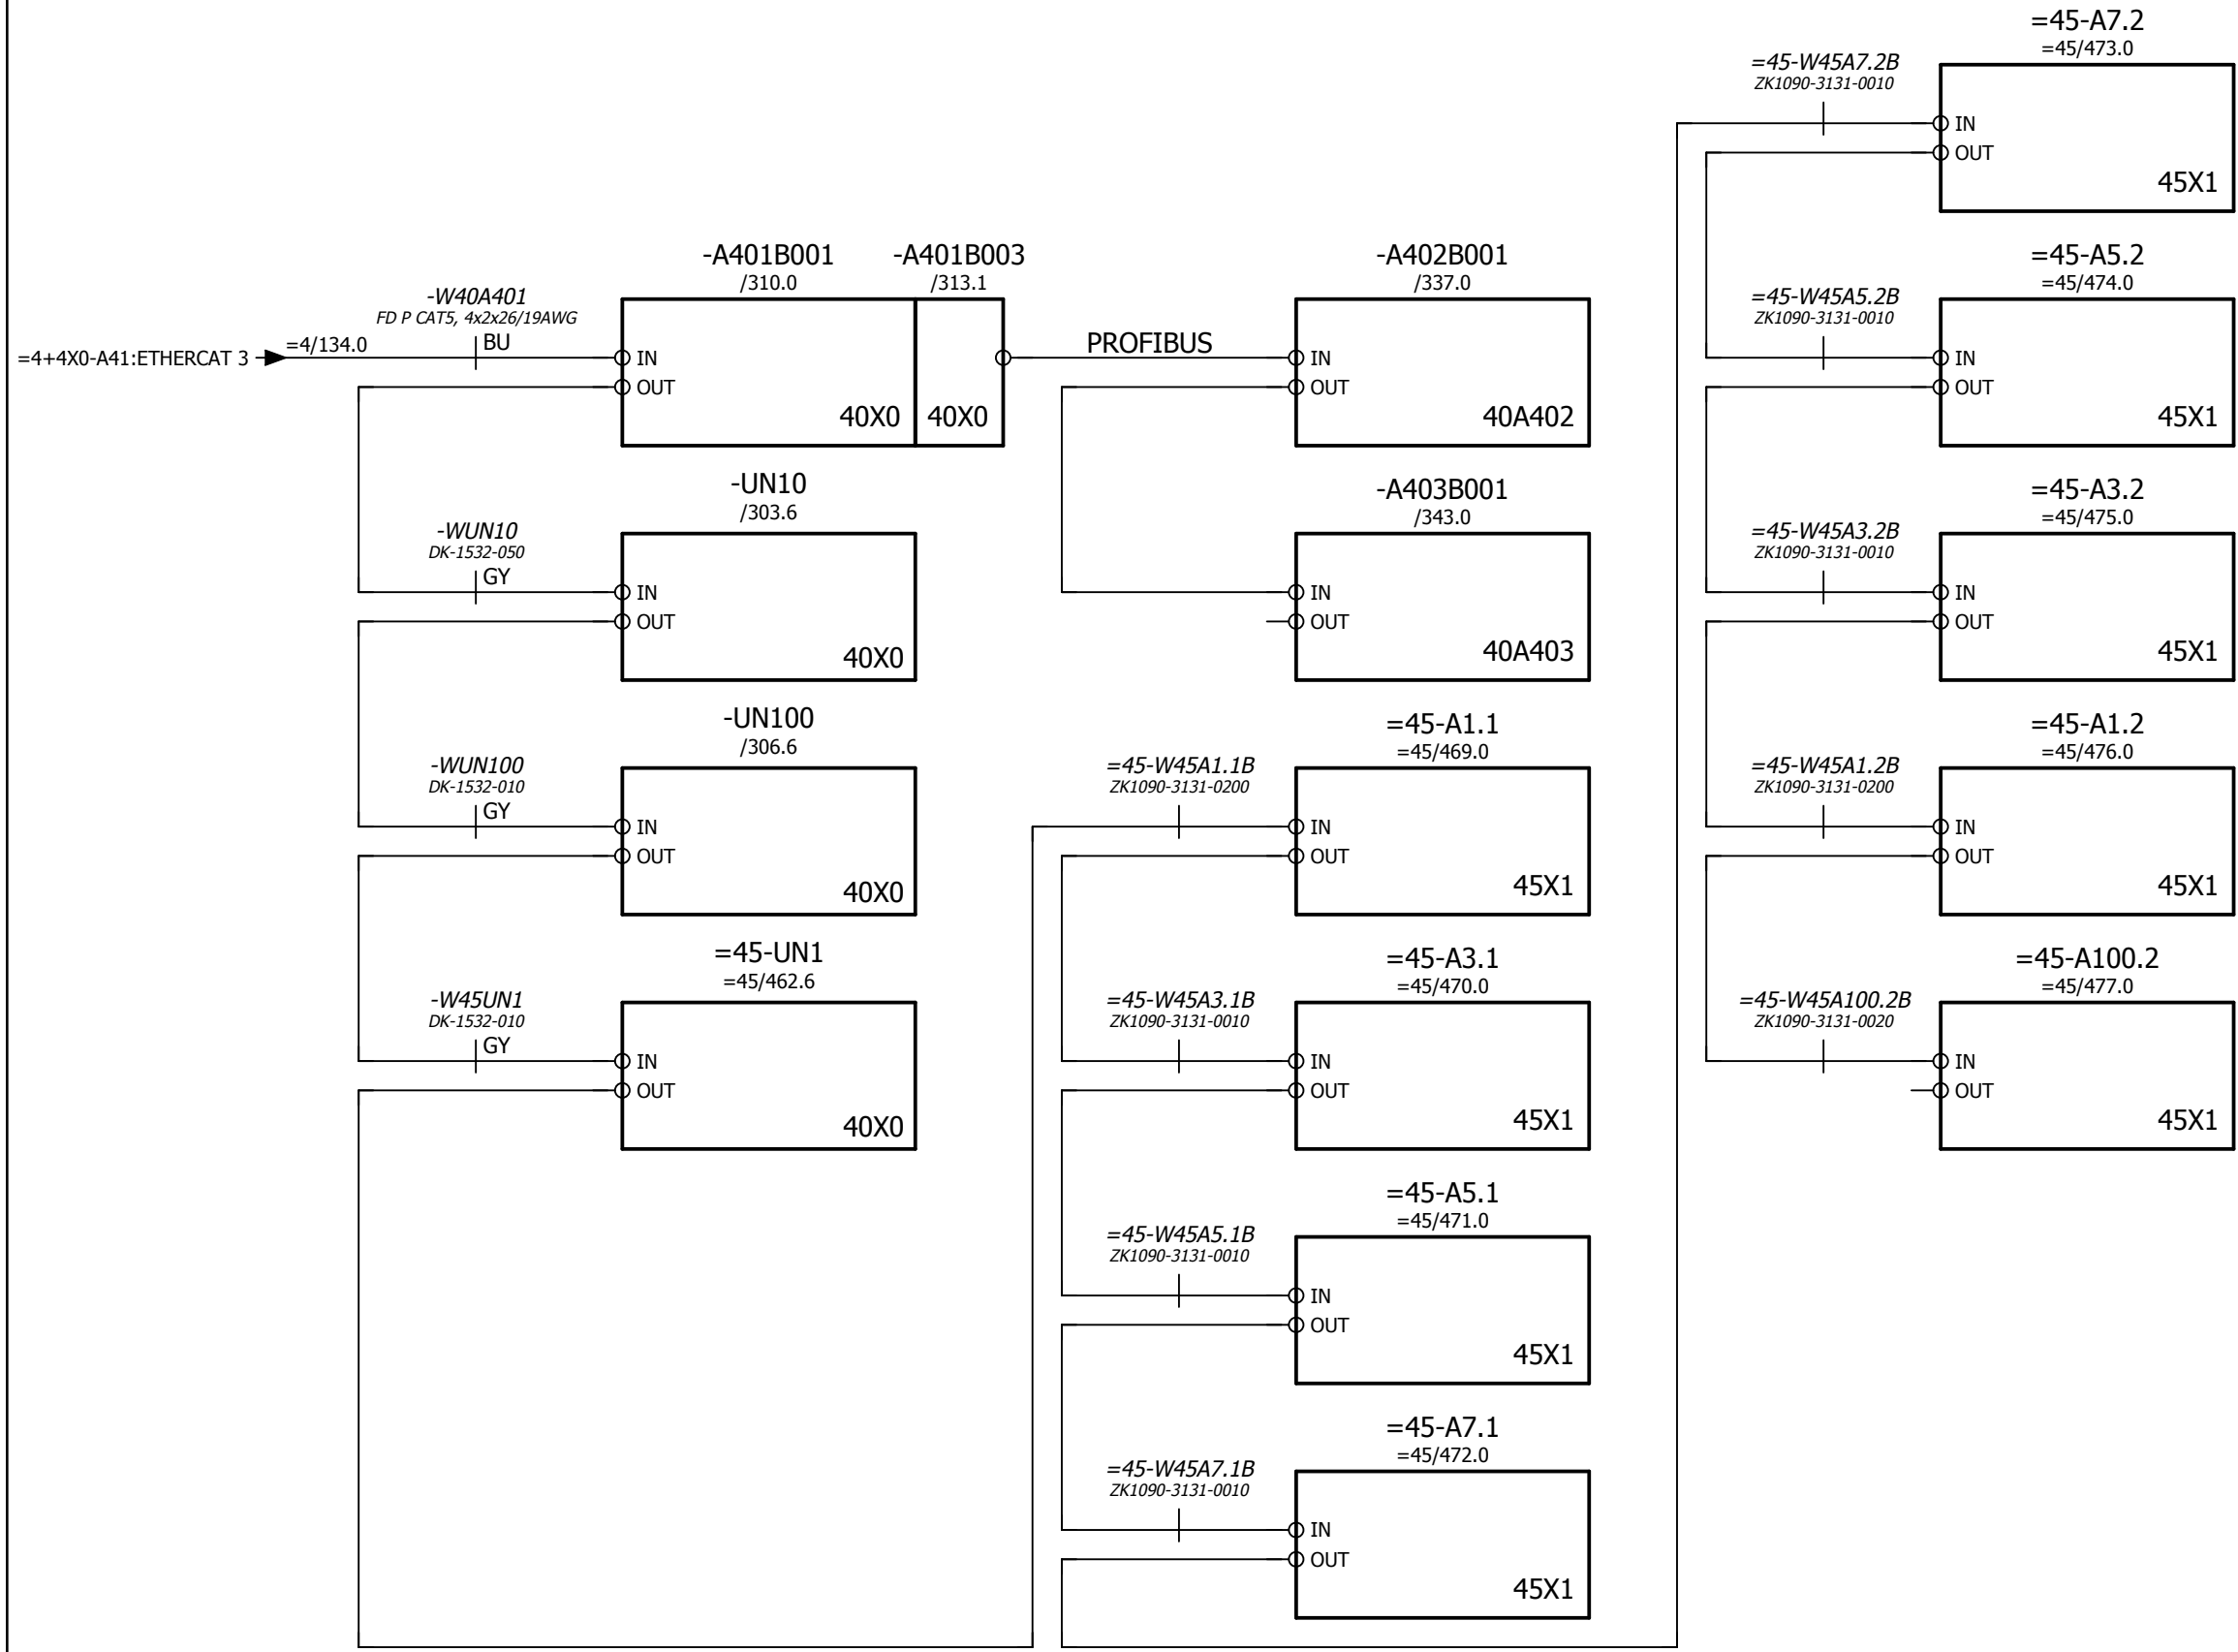 =4+4X0-A41:ETHERCAT 3
=4/134.0
-W40A401
FD P CAT5, 4x2x26/19AWG
BU
-A401B001
/310.0
IN
OUT
40X0
-A401B003
/313.1
40X0
PROFIBUS
-A402B001
/337.0
IN
OUT
40A402
-A403B001
/343.0
IN
OUT
40A403
-WUN10
DK-1532-050
GY
-UN10
/303.6
IN
OUT
40X0
-WUN100
DK-1532-010
GY
-UN100
/306.6
IN
OUT
40X0
-W45UN1
DK-1532-010
GY
=45-UN1
=45/462.6
IN
OUT
40X0
=45-W45A1.1B
ZK1090-3131-0200
=45-A1.1
=45/469.0
IN
OUT
45X1
=45-W45A3.1B
ZK1090-3131-0010
=45-A3.1
=45/470.0
IN
OUT
45X1
=45-W45A5.1B
ZK1090-3131-0010
=45-A5.1
=45/471.0
IN
OUT
45X1
=45-W45A7.1B
ZK1090-3131-0010
=45-A7.1
=45/472.0
IN
OUT
45X1
=45-W45A7.2B
ZK1090-3131-0010
=45-A7.2
=45/473.0
IN
OUT
45X1
=45-W45A5.2B
ZK1090-3131-0010
=45-A5.2
=45/474.0
IN
OUT
45X1
=45-W45A3.2B
ZK1090-3131-0010
=45-A3.2
=45/475.0
IN
OUT
45X1
=45-W45A1.2B
ZK1090-3131-0200
=45-A1.2
=45/476.0
IN
OUT
45X1
=45-W45A100.2B
ZK1090-3131-0020
=45-A100.2
=45/477.0
IN
OUT
45X1